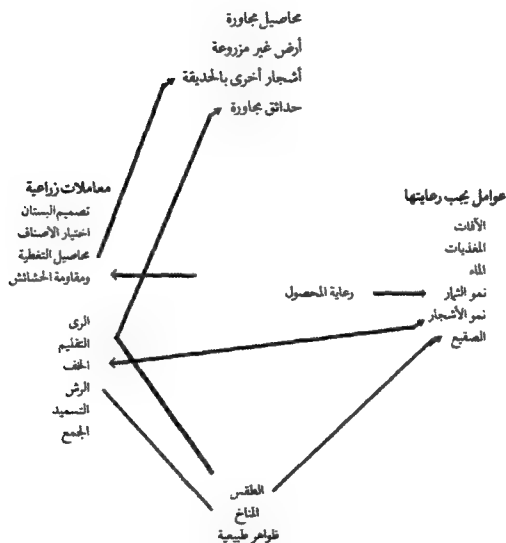 محاصيل مجاورة
أرض غير مزروعة
أشجار أخرى بالحديقة
حدائق مجاورة
عوامل يجب رعايتها
الآفات
المغذيات
الماء
نمو الثمار
نمو الأشجار
الصقيع
رعاية المحصول
معاملات زراعية
تصميم البستان
اختيار الاصناف
محاصيل التغطية
ومقاومة الحشائش
الرى
التقليم
الخف
الرش
التسميد
الجمع
الطقس
المناخ
ظواهر طبيعية